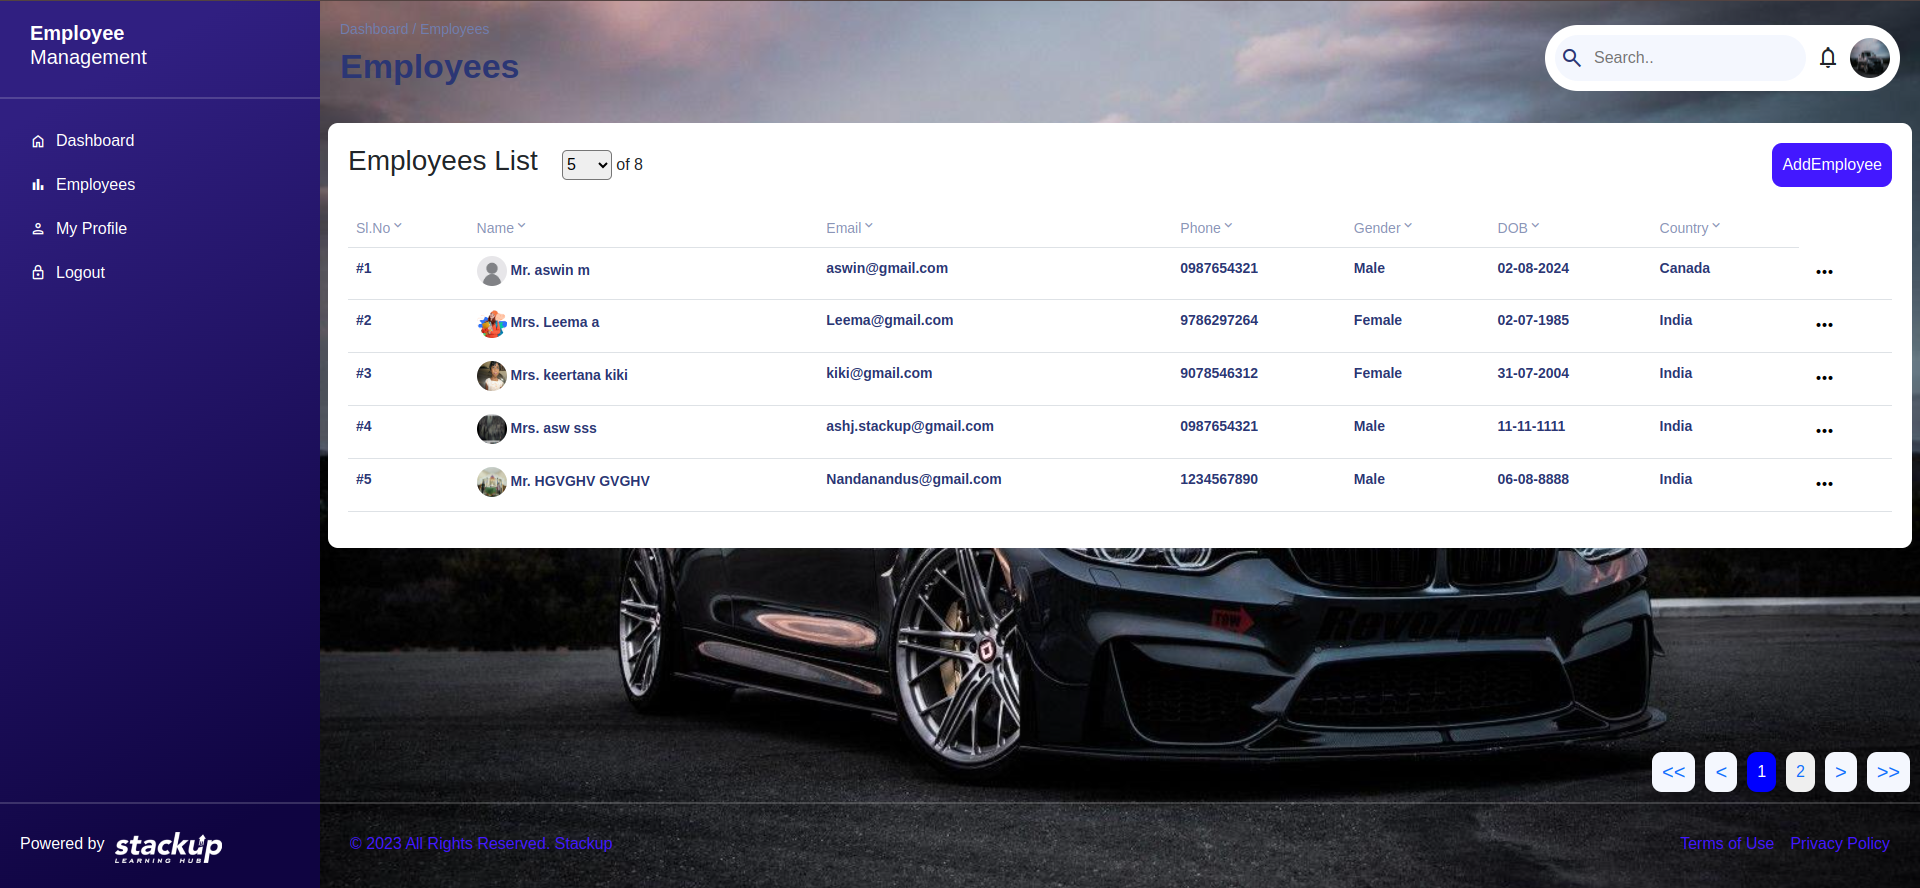 Employee
Management
Dashboard
Employees
My Profile
Logout
Powered by stackup
LEARNING HUB
Dashboard / Employees
Employees
Search..
Employees List 5 of 8
AddEmployee
Sl.No Name Email Phone Gender DOB Country
#1 Mr. aswin m aswin@gmail.com 0987654321 Male 02-08-2024 Canada •••
#2 Mrs. Leema a Leema@gmail.com 9786297264 Female 02-07-1985 India •••
#3 Mrs. keertana kiki kiki@gmail.com 9078546312 Female 31-07-2004 India •••
#4 Mrs. asw sss ashj.stackup@gmail.com 0987654321 Male 11-11-1111 India •••
#5 Mr. HGVGHV GVGHV Nandanandus@gmail.com 1234567890 Male 06-08-8888 India •••
TOW
RevoZport
<< < 1 2 > >>
© 2023 All Rights Reserved. Stackup
Terms of Use Privacy Policy